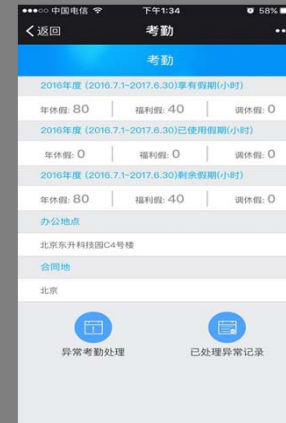 中国电信 下午1:34 58%
返回 考勤
考勤
2016年度 (2016.7.1-2017.6.30)享有假期(小时)
年休假: 80 福利假: 40 调休假: 0
2016年度 (2016.7.1-2017.6.30)已使用假期(小时)
年休假: 0 福利假: 0 调休假: 0
2016年度 (2016.7.1-2017.6.30)剩余假期(小时)
年休假: 80 福利假: 40 调休假: 0
办公地点
北京东升科技园C4号楼
合同地
北京
异常考勤处理 已处理异常记录